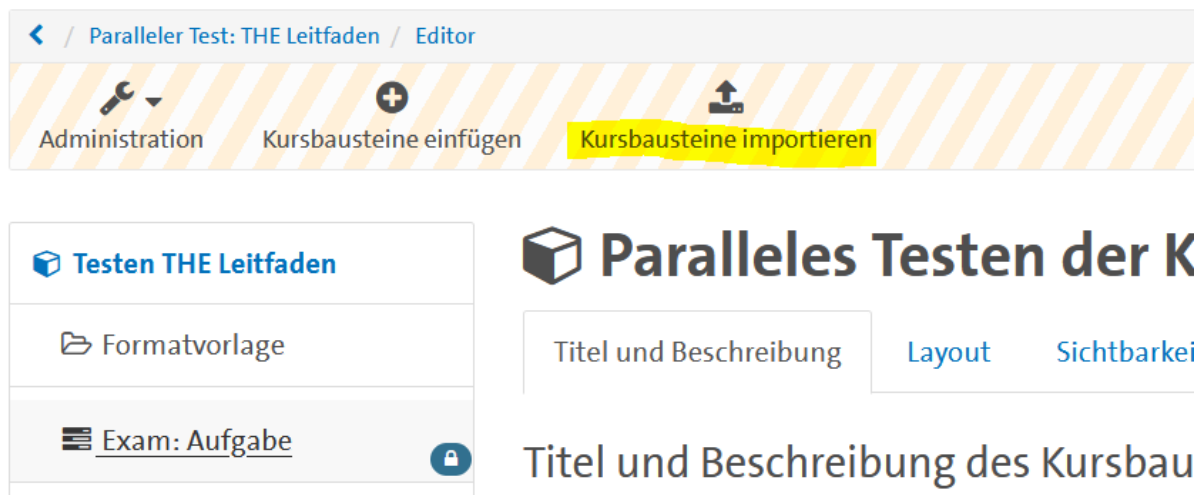 / Paralleler Test: THE Leitfaden / Editor
Administration
Kursbausteine einfügen
Kursbausteine importieren
Testen THE Leitfaden
Formatvorlage
Exam: Aufgabe
Paralleles Testen der K
Titel und Beschreibung
Layout
Sichtbarkei
Titel und Beschreibung des Kursbau